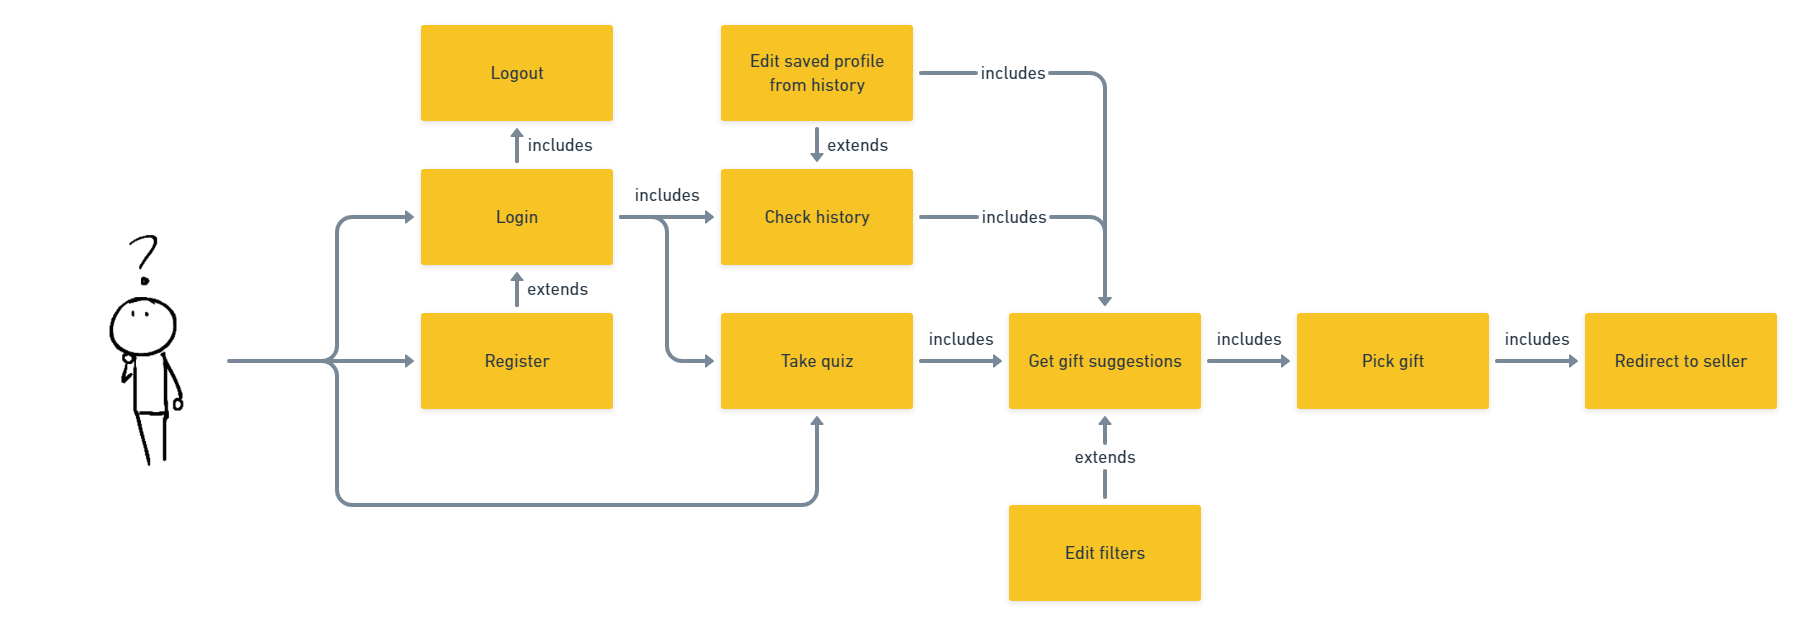 Logout
Edit saved profile
from history
includes
includes
extends
Login
includes
Check history
includes
?
extends
Register
Take quiz
includes
Get gift suggestions
includes
Pick gift
includes
Redirect to seller
extends
Edit filters